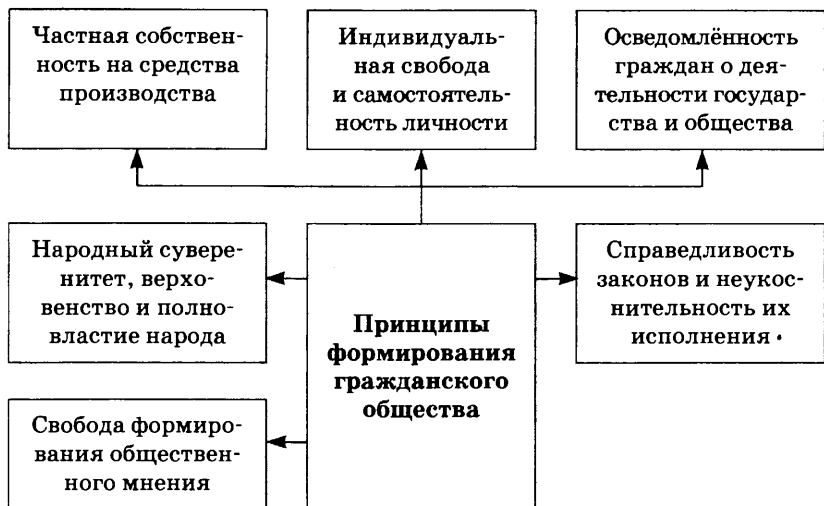 Частная собствен-
ность на средства
производства
Индивидуаль-
ная свобода
и самостоятель-
ность личности
Осведомлённость
граждан о дея-
тельности государ-
ства и общества
Народный сувере-
нитет, верхо-
венство и полно-
властие народа
Принципы
формирования
гражданского
общества
Справедливость
законов и неукос-
нительность их
исполнения
Свобода формиро-
вания обществен-
ного мнения